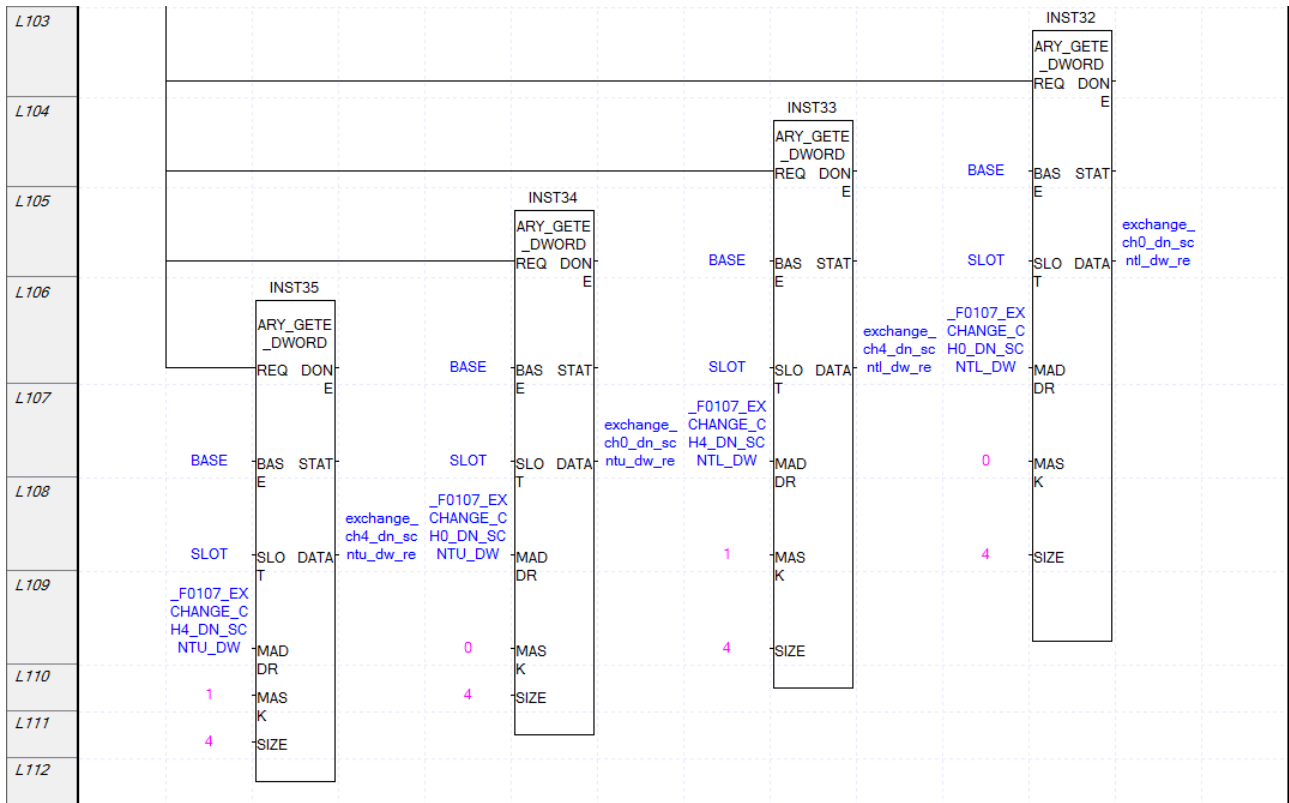 L103
INST32
ARY_GETE
_DWORD
REQ DON
E
L104
INST33
ARY_GETE
_DWORD
REQ DON
E
BASE
BAS STAT
E
L105
INST34
ARY_GETE
_DWORD
REQ DON
E
BASE
BAS STAT
E
SLOT
SLO DATA
T
exchange_
ch0_dn_sc
ntl_dw_re
L106
INST35
ARY_GETE
_DWORD
REQ DON
E
BASE
BAS STAT
E
SLOT
SLO DATA
T
exchange_
ch4_dn_sc
ntl_dw_re
_F0107_EX
CHANGE_C
H0_DN_SC
NTL_DW
MAD
DR
L107
BASE
BAS STAT
E
SLOT
SLO DATA
T
exchange_
ch0_dn_sc
ntu_dw_re
_F0107_EX
CHANGE_C
H4_DN_SC
NTL_DW
MAD
DR
0
MAS
K
L108
SLOT
SLO DATA
T
exchange_
ch4_dn_sc
ntu_dw_re
_F0107_EX
CHANGE_C
H0_DN_SC
NTU_DW
MAD
DR
1
MAS
K
4
SIZE
L109
_F0107_EX
CHANGE_C
H4_DN_SC
NTU_DW
MAD
DR
0
MAS
K
4
SIZE
L110
1
MAS
K
4
SIZE
L111
4
SIZE
L112